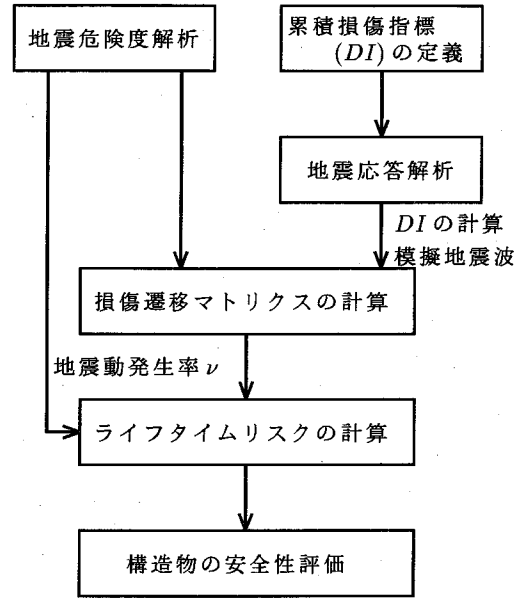 地震危険度解析
累積損傷指標
(DI)の定義
地震応答解析
DIの計算
模擬地震波
損傷遷移マトリクスの計算
地震動発生率ν
ライフタイムリスクの計算
構造物の安全性評価